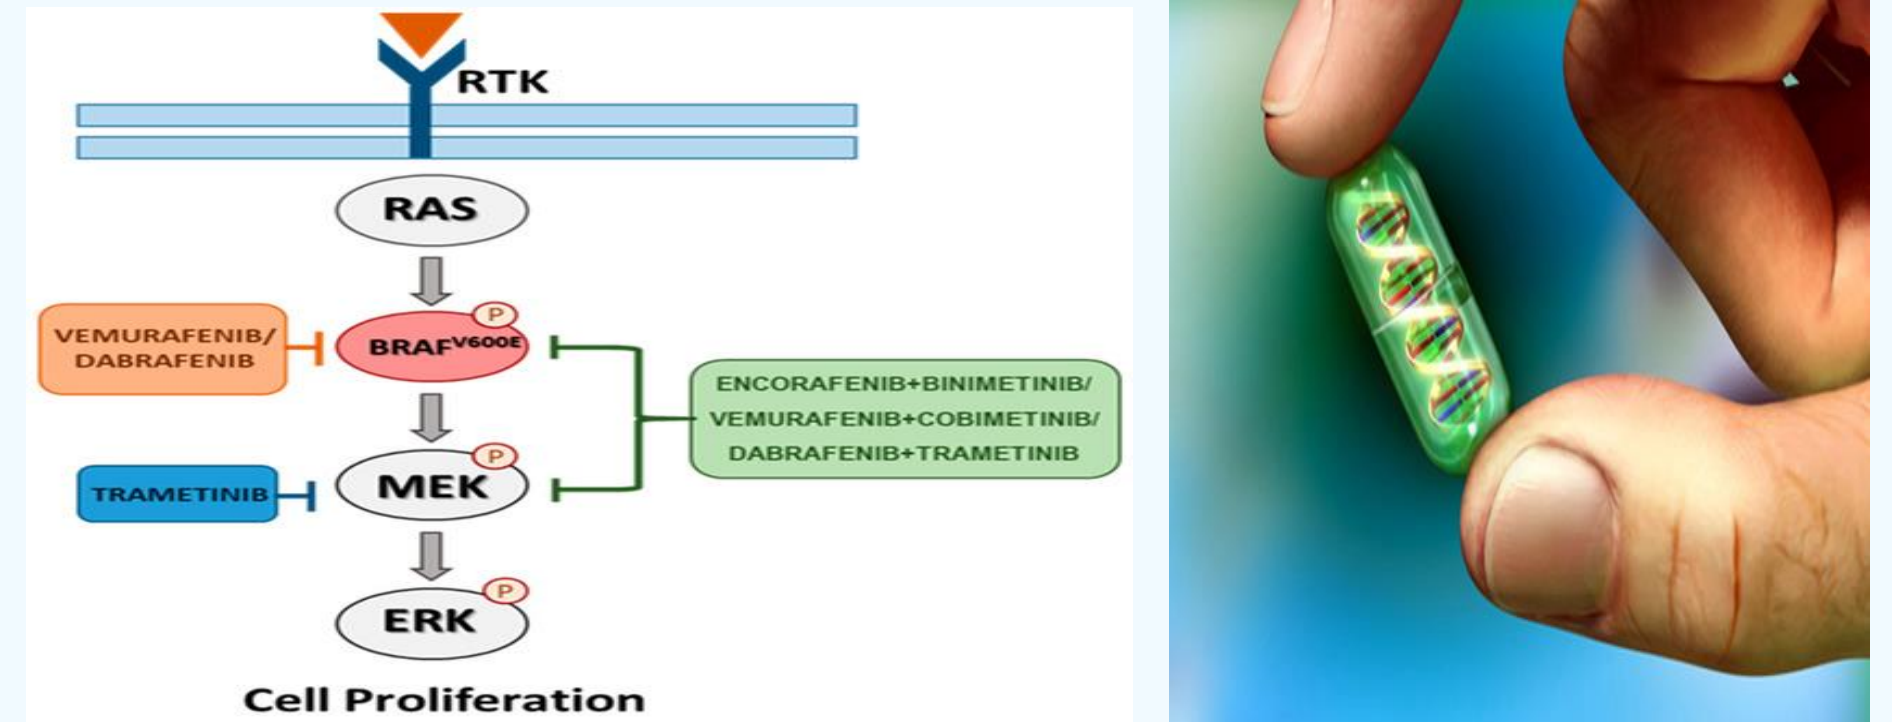 RTK
RAS
VEMURAFENIB/
DABRAFENIB
P
BRAFV600E
ENCORAFENIB+BINIMETINIB/
VEMURAFENIB+COBIMETINIB/
DABRAFENIB+TRAMETINIB
P
MEK
TRAMETINIB
P
ERK
Cell Proliferation